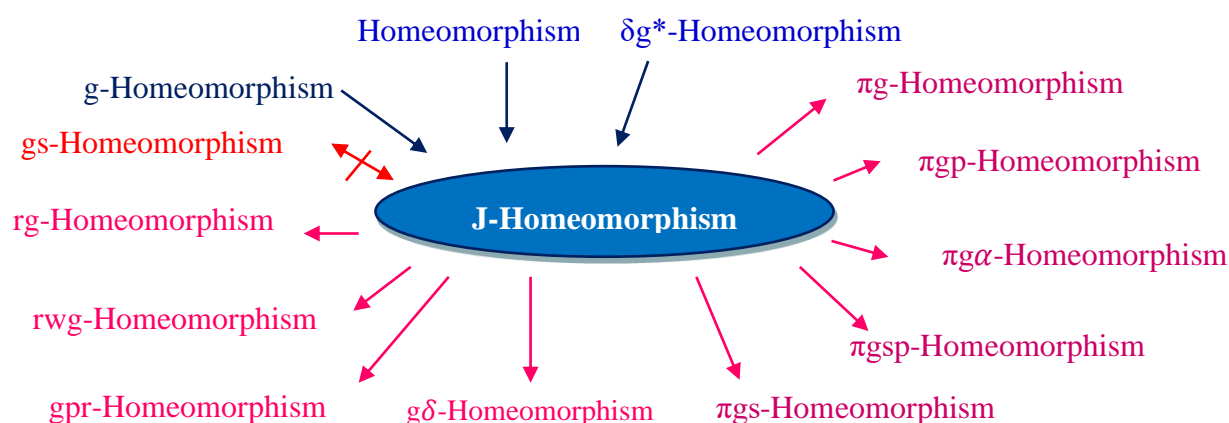 Homeomorphism
δg*-Homeomorphism
g-Homeomorphism
πg-Homeomorphism
gs-Homeomorphism
πgp-Homeomorphism
rg-Homeomorphism
J-Homeomorphism
πgα-Homeomorphism
rwg-Homeomorphism
πgsp-Homeomorphism
gpr-Homeomorphism
gδ-Homeomorphism
πgs-Homeomorphism